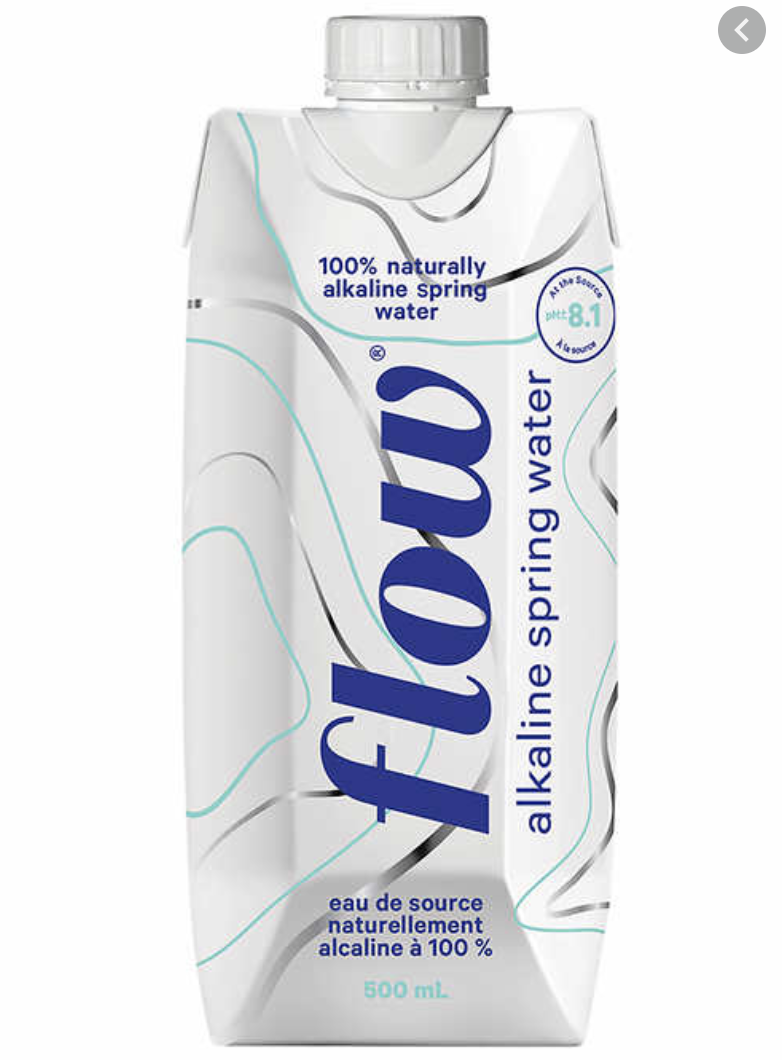 100% naturally
alkaline spring
water
At the Source
pH± 8.1
À la source
flow®
alkaline spring water
eau de source
naturellement
alcaline à 100 %
500 mL